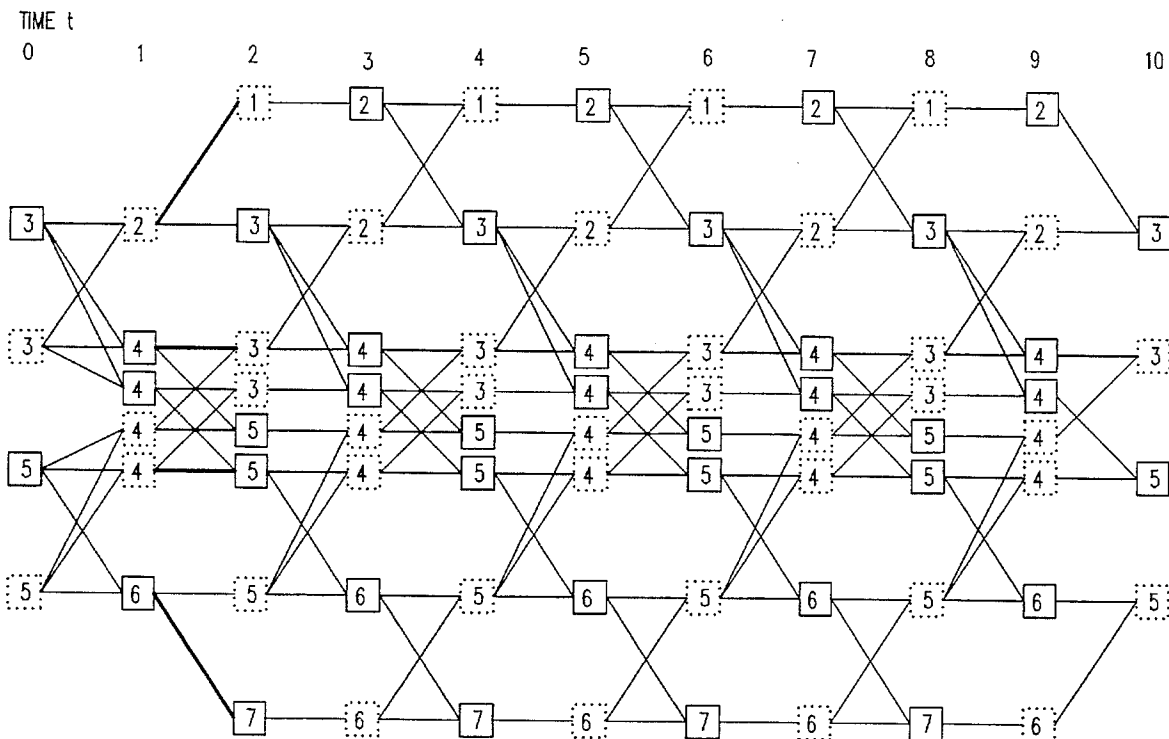 TIME t
0 1 2 3 4 5 6 7 8 9 10
1 2 1 2 1 2 1 2
3 2 3 2 3 2 3 2 3 2 3
3 4 3 4 3 4 3 4 3 4 3
4 3 4 3 4 3 4 3 4
4 5 4 5 4 5 4 5 4
5 4 5 4 5 4 5 4 5 4 5
5 6 5 6 5 6 5 6 5 6 5
7 6 7 6 7 6 7 6